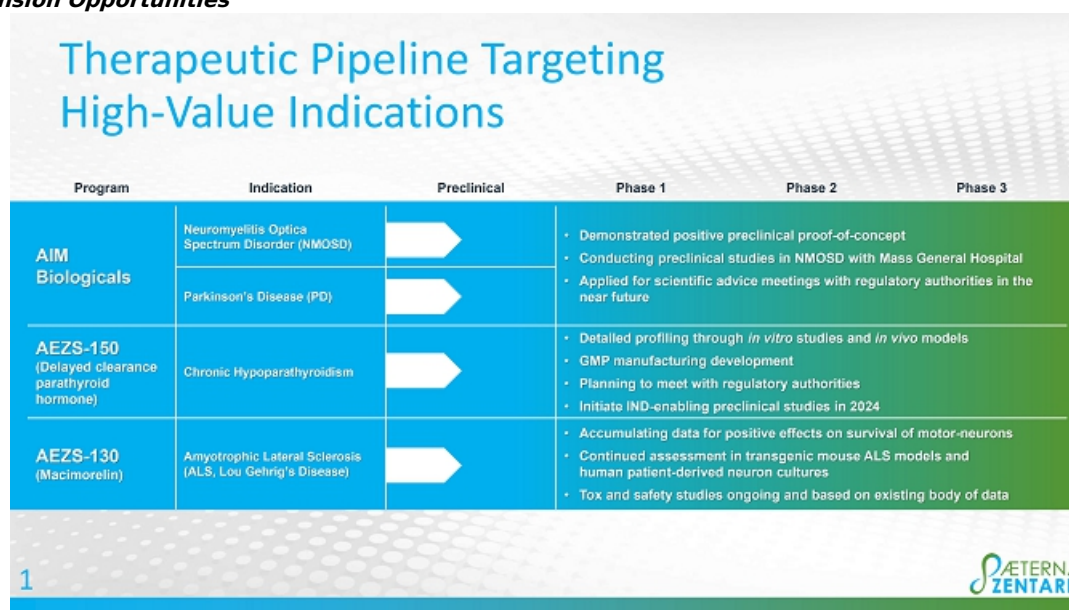 Opportunities
Therapeutic Pipeline Targeting
High-Value Indications
Program Indication Preclinical Phase 1 Phase 2 Phase 3
AIM
Biologicals
Neuromyelitis Optica
Spectrum Disorder (NMOSD)
Parkinson's Disease (PD)
• Demonstrated positive preclinical proof-of-concept
• Conducting preclinical studies in NMOSD with Mass General Hospital
• Applied for scientific advice meetings with regulatory authorities in the
near future
AEZS-150
(Delayed clearance
parathyroid
hormone)
Chronic Hypoparathyroidism
• Detailed profiling through in vitro studies and in vivo models
• GMP manufacturing development
• Planning to meet with regulatory authorities
• Initiate IND-enabling preclinical studies in 2024
AEZS-130
(Macimorelin)
Amyotrophic Lateral Sclerosis
(ALS, Lou Gehrig's Disease)
• Accumulating data for positive effects on survival of motor-neurons
• Continued assessment in transgenic mouse ALS models and
human patient-derived neuron cultures
• Tox and safety studies ongoing and based on existing body of data
1